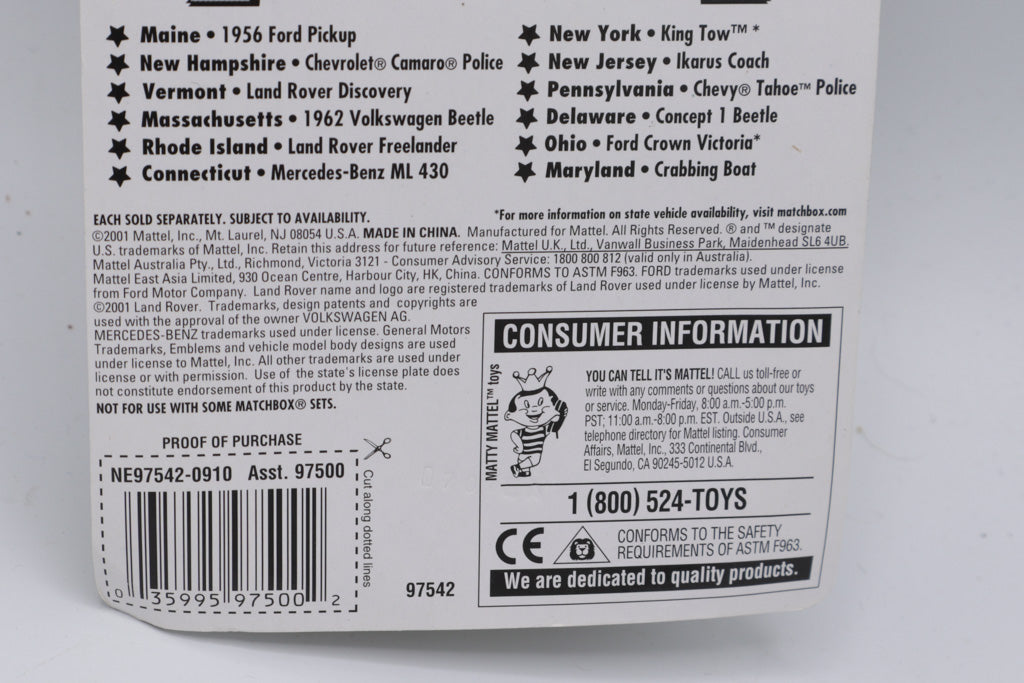 ★ Maine • 1956 Ford Pickup
★ New Hampshire • Chevrolet® Camaro® Police
★ Vermont • Land Rover Discovery
★ Massachusetts • 1962 Volkswagen Beetle
★ Rhode Island • Land Rover Freelander
★ Connecticut • Mercedes-Benz ML 430
★ New York • King Tow™ *
★ New Jersey • Ikarus Coach
★ Pennsylvania • Chevy® Tahoe™ Police
★ Delaware • Concept 1 Beetle
★ Ohio • Ford Crown Victoria*
★ Maryland • Crabbing Boat
EACH SOLD SEPARATELY. SUBJECT TO AVAILABILITY.
*For more information on state vehicle availability, visit matchbox.com
©2001 Mattel, Inc., Mt. Laurel, NJ 08054 U.S.A. MADE IN CHINA. Manufactured for Mattel. All Rights Reserved. ® and ™ designate
U.S. trademarks of Mattel, Inc. Retain this address for future reference: Mattel U.K., Ltd., Vanwall Business Park, Maidenhead SL6 4UB.
Mattel Australia Pty., Ltd., Richmond, Victoria 3121 - Consumer Advisory Service: 1800 800 812 (valid only in Australia).
Mattel East Asia Limited, 930 Ocean Centre, Harbour City, HK, China. CONFORMS TO ASTM F963. FORD trademarks used under license
from Ford Motor Company. Land Rover name and logo are registered trademarks of Land Rover used under license by Mattel, Inc.
©2001 Land Rover. Trademarks, design patents and copyrights are
used with the approval of the owner VOLKSWAGEN AG.
MERCEDES-BENZ trademarks used under license. General Motors
Trademarks, Emblems and vehicle model body designs are used
under license to Mattel, Inc. All other trademarks are used under
license or with permission. Use of the state's license plate does
not constitute endorsement of this product by the state.
NOT FOR USE WITH SOME MATCHBOX® SETS.
PROOF OF PURCHASE
NE97542-0910 Asst. 97500
Cut along dotted lines
0 35995 97500 2
97542
CONSUMER INFORMATION
MATTY MATTEL™ toys
YOU CAN TELL IT'S MATTEL! CALL us toll-free or
write with any comments or questions about our toys
or service. Monday-Friday, 8:00 a.m.-5:00 p.m.
PST; 11:00 a.m.-8:00 p.m. EST. Outside U.S.A., see
telephone directory for Mattel listing. Consumer
Affairs, Mattel, Inc., 333 Continental Blvd.,
El Segundo, CA 90245-5012 U.S.A.
1 (800) 524-TOYS
CE
CONFORMS TO THE SAFETY
REQUIREMENTS OF ASTM F963.
We are dedicated to quality products.